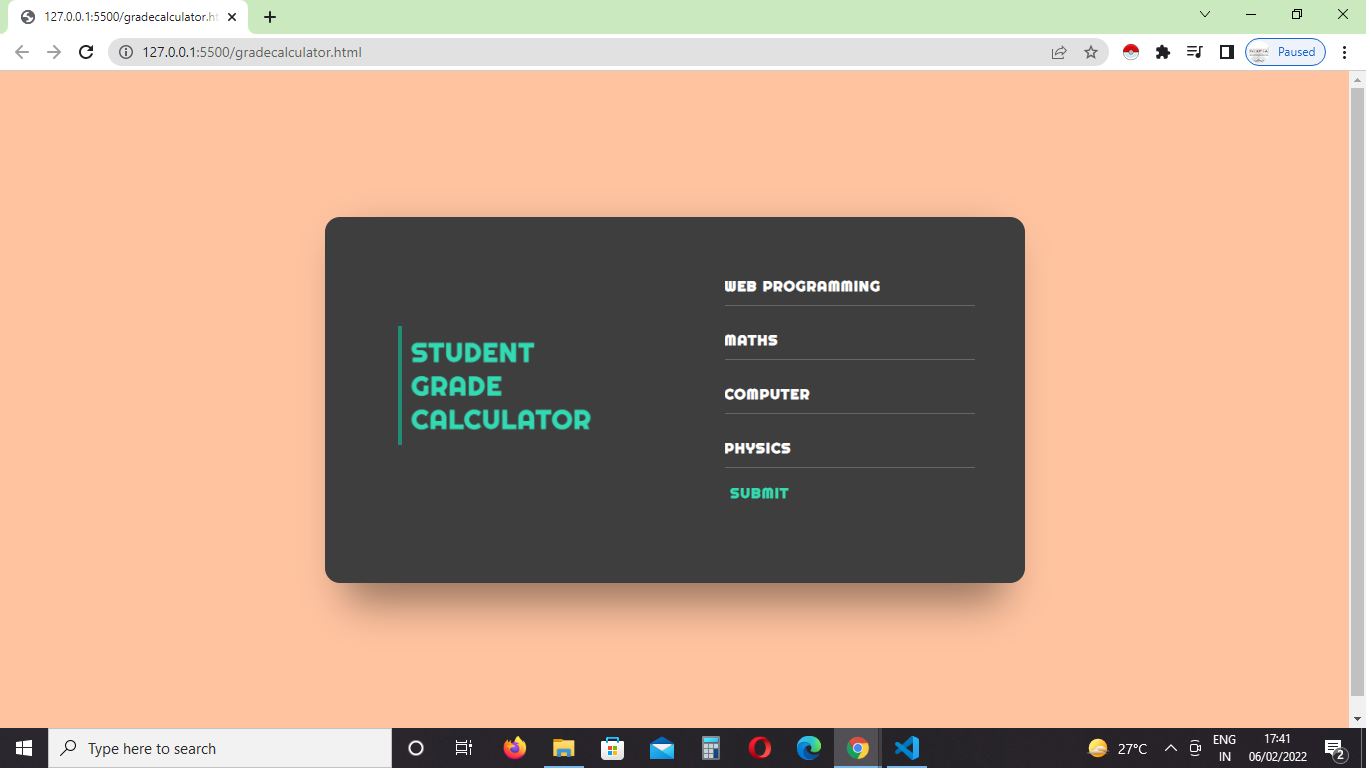 127.0.0.1:5500/gradecalculator.ht
127.0.0.1:5500/gradecalculator.html
Paused
STUDENT
GRADE
CALCULATOR
WEB PROGRAMMING
MATHS
COMPUTER
PHYSICS
SUBMIT
Type here to search
27°C
ENG
IN
17:41
06/02/2022
2